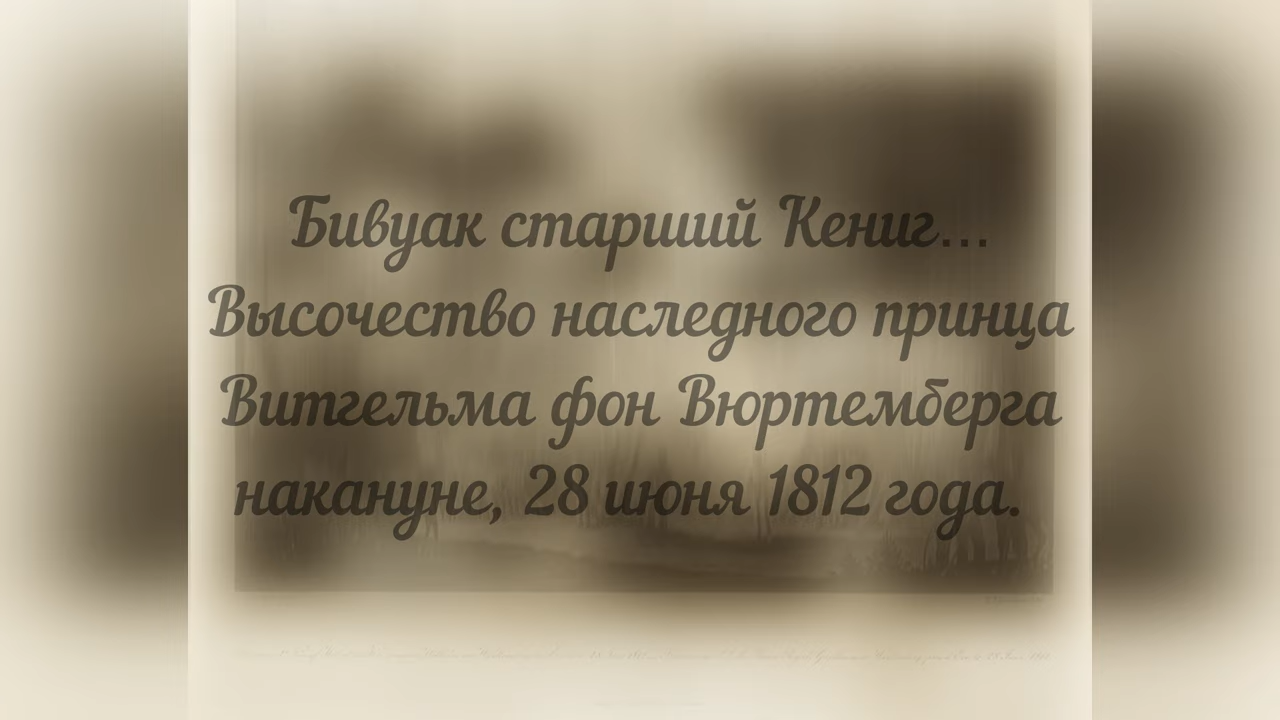 Бивуак старший Кениг...
Высочество наследного принца
Витгельма фон Вюртемберга
накануне, 28 июня 1812 года.